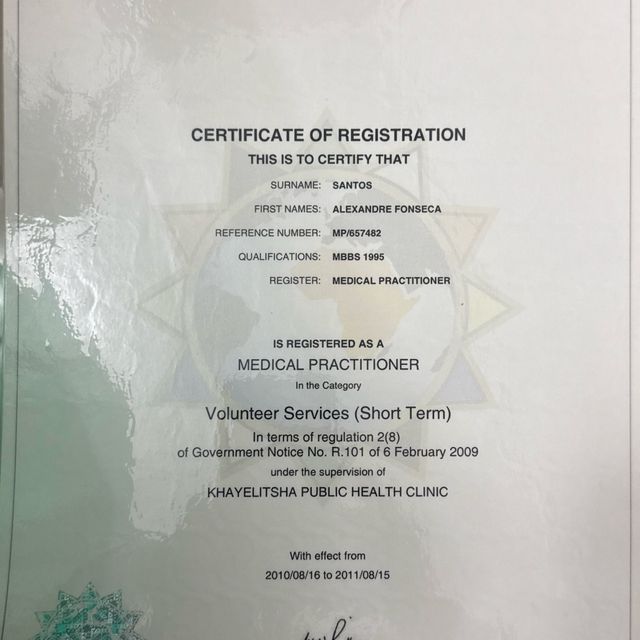 CERTIFICATE OF REGISTRATION
THIS IS TO CERTIFY THAT
SURNAME: SANTOS
FIRST NAMES: ALEXANDRE FONSECA
REFERENCE NUMBER: MP/657482
QUALIFICATIONS: MBBS 1995
REGISTER: MEDICAL PRACTITIONER
IS REGISTERED AS A
MEDICAL PRACTITIONER
In the Category
Volunteer Services (Short Term)
In terms of regulation 2(8)
of Government Notice No. R.101 of 6 February 2009
under the supervision of
KHAYELITSHA PUBLIC HEALTH CLINIC
With effect from
2010/08/16 to 2011/08/15